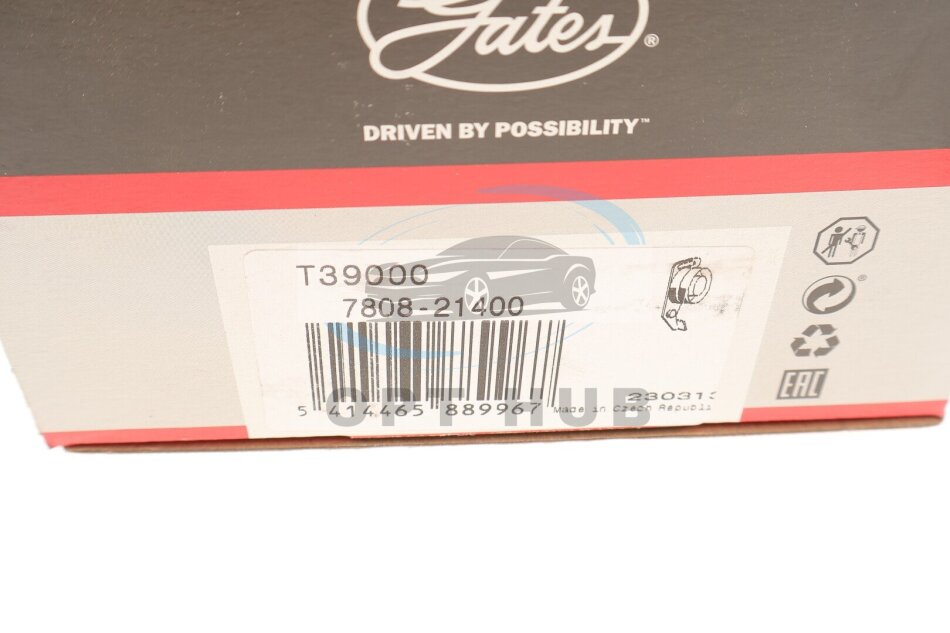 Gates®
DRIVEN BY POSSIBILITY™
T39000
7808-21400
5 414465 889967
Made in Czech Republic
OPT HUB
EAC